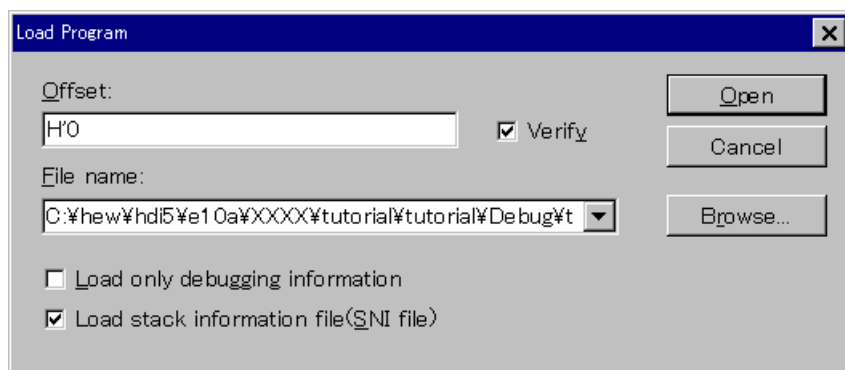 Load Program
Offset:
H'0
Verify
Open
Cancel
File name:
C:¥hew¥hdi5¥e10a¥XXXX¥tutorial¥tutorial¥Debug¥t
Browse...
Load only debugging information
Load stack information file(SNI file)